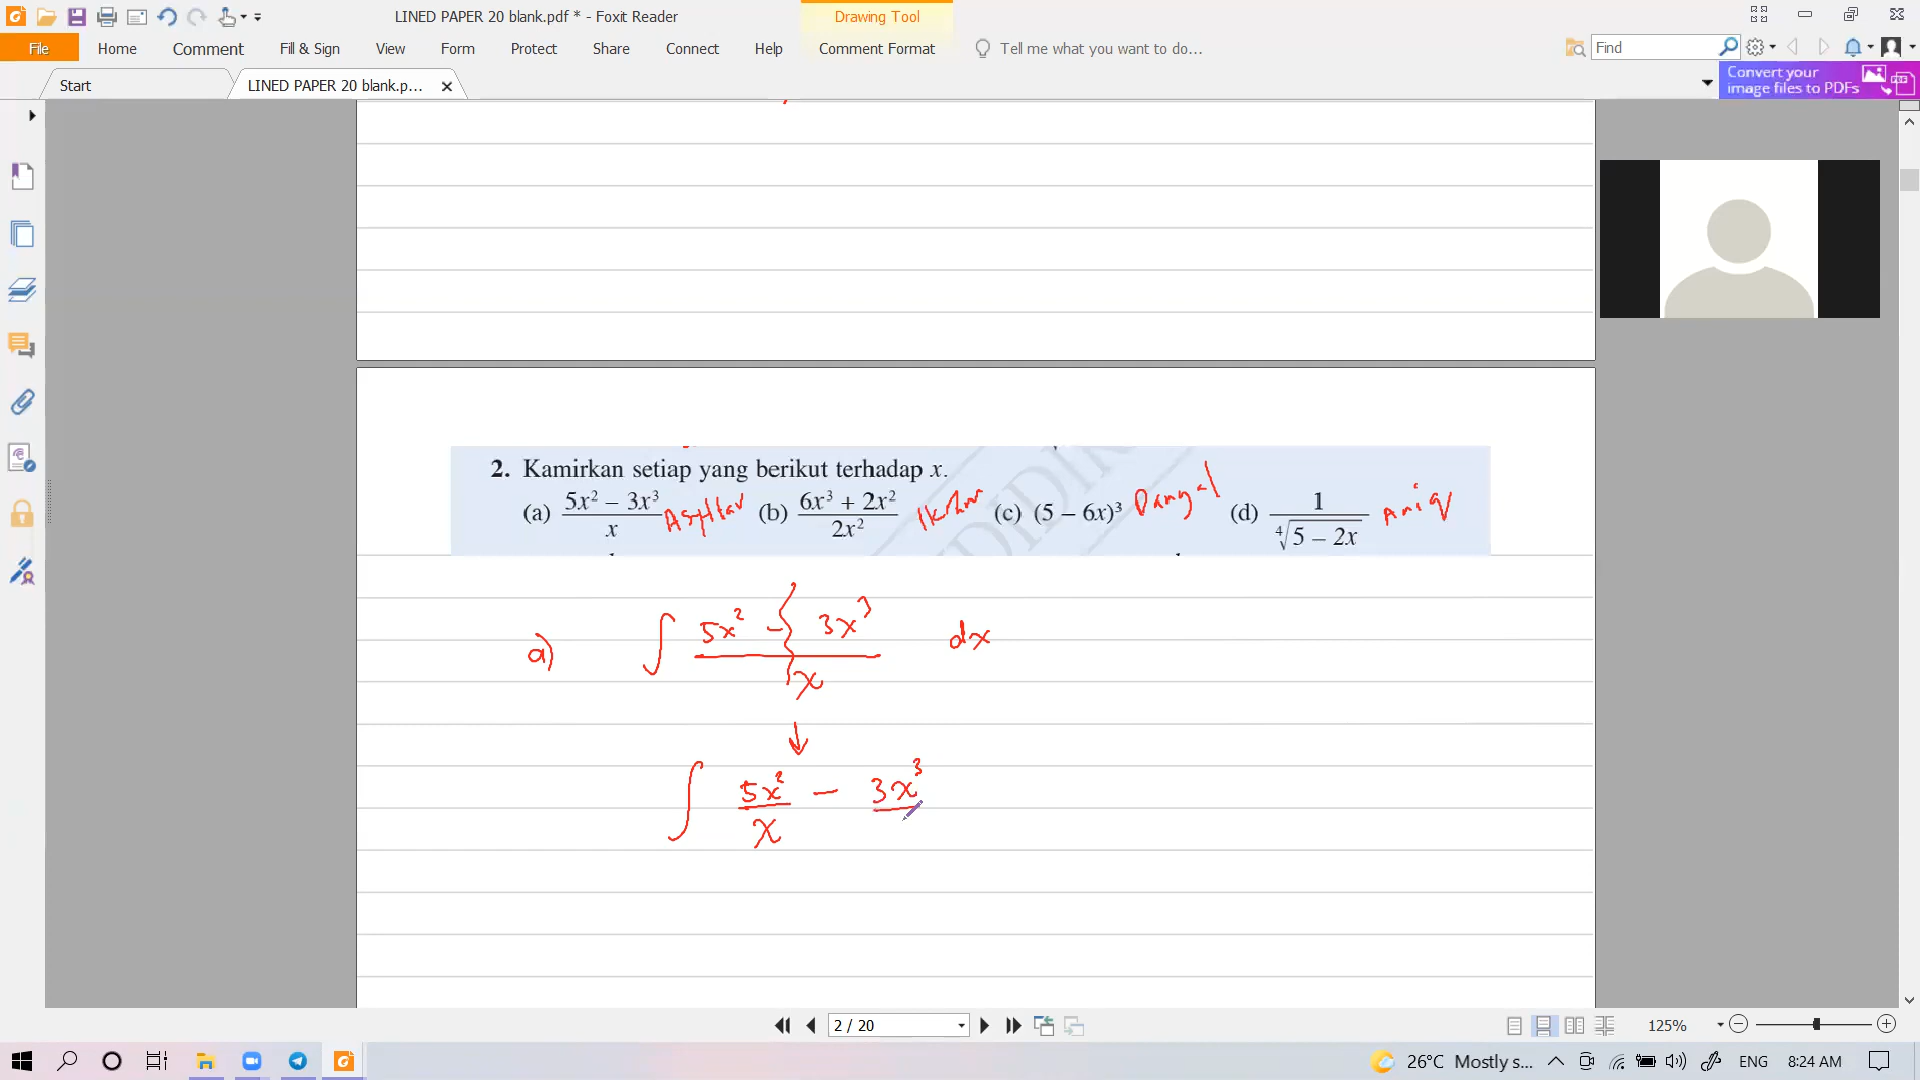 LINED PAPER 20 blank.pdf * - Foxit Reader
Drawing Tool
File Home Comment Fill & Sign View Form Protect Share Connect Help Comment Format Tell me what you want to do... Find
Start LINED PAPER 20 blank.p...
Convert your
image files to PDFs
2. Kamirkan setiap yang berikut terhadap x.
(a) (5x² − 3x³)/x (b) (6x³ + 2x²)/(2x²) Ikhzar (c) (5 − 6x)³ Dangal (d) 1/⁴√(5 − 2x) Aniq
a) ∫ (5x² − 3x³)/x dx
↓
∫ 5x²/x − 3x³
2 / 20
125%
26°C Mostly s... ENG 8:24 AM